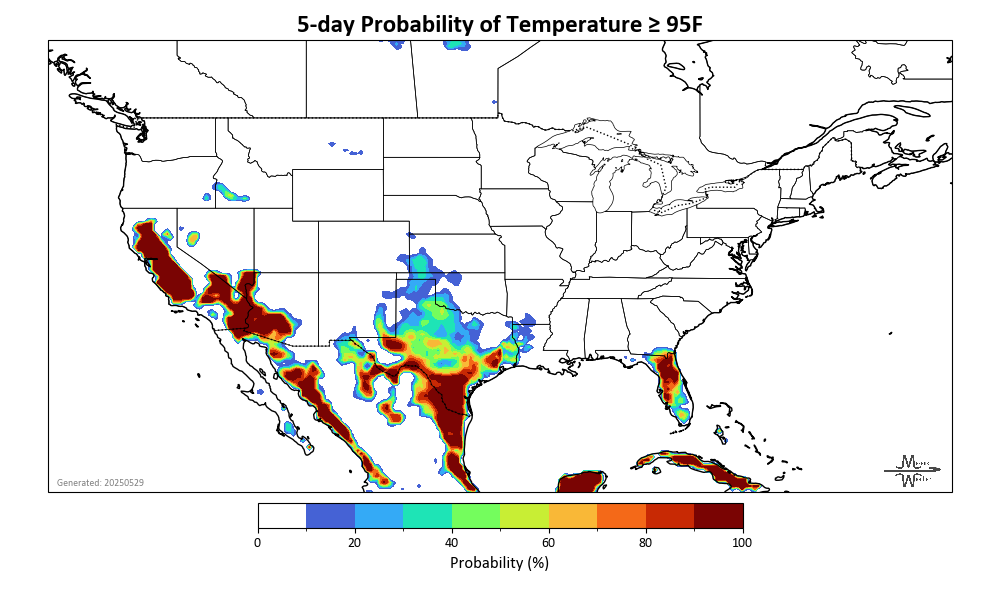 5-day Probability of Temperature ≥ 95F
Generated: 20250529
0 20 40 60 80 100
Probability (%)